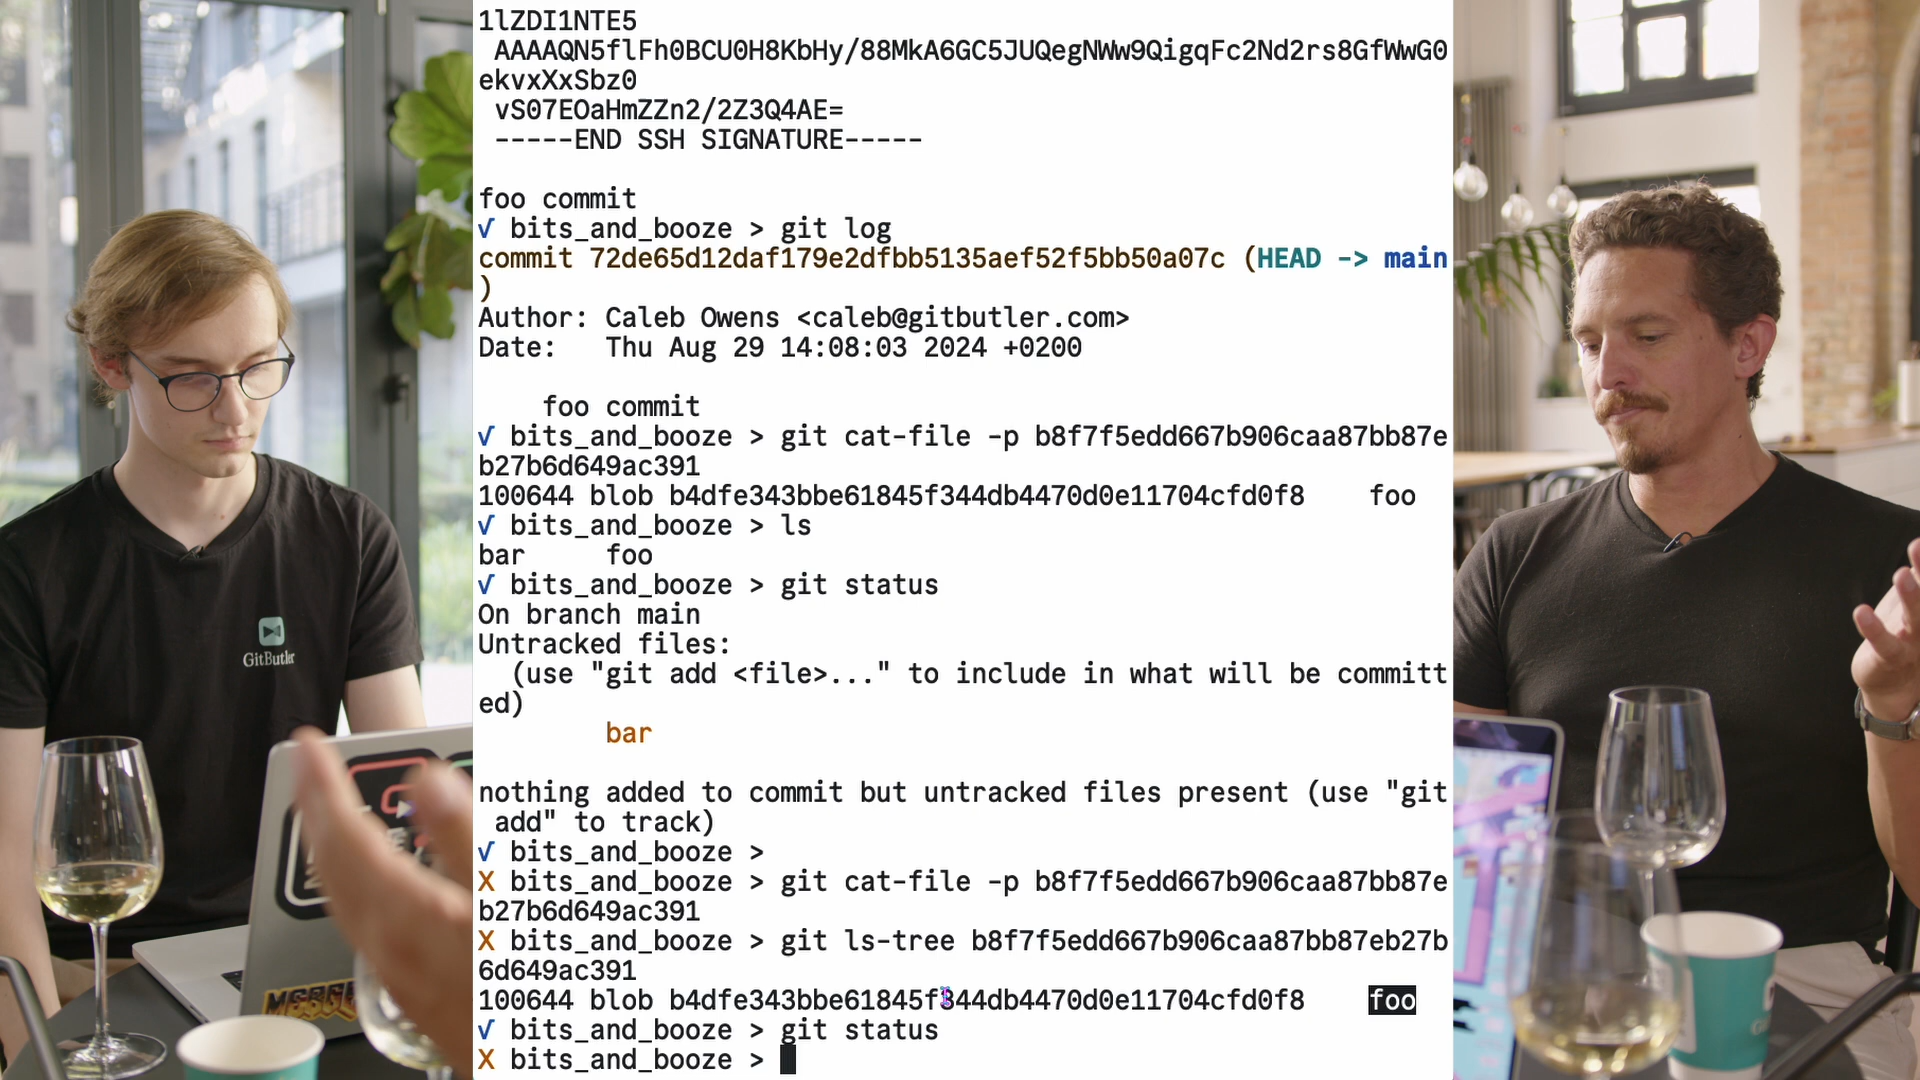 1lZDI1NTE5
AAAAQN5flFh0BCU0H8KbHy/88MkA6GC5JUQegNWw9QigqFc2Nd2rs8GfWwG0
ekvxXxSbz0
vS07EOaHmZZn2/2Z3Q4AE=
-----END SSH SIGNATURE-----
foo commit
√ bits_and_booze > git log
commit 72de65d12daf179e2dfbb5135aef52f5bb50a07c (HEAD -> main
)
Author: Caleb Owens <caleb@gitbutler.com>
Date:   Thu Aug 29 14:08:03 2024 +0200
foo commit
√ bits_and_booze > git cat-file -p b8f7f5edd667b906caa87bb87e
b27b6d649ac391
100644 blob b4dfe343bbe61845f344db4470d0e11704cfd0f8    foo
√ bits_and_booze > ls
bar     foo
√ bits_and_booze > git status
On branch main
Untracked files:
(use "git add <file>..." to include in what will be committ
ed)
bar
nothing added to commit but untracked files present (use "git
add" to track)
√ bits_and_booze >
X bits_and_booze > git cat-file -p b8f7f5edd667b906caa87bb87e
b27b6d649ac391
X bits_and_booze > git ls-tree b8f7f5edd667b906caa87bb87eb27b
6d649ac391
100644 blob b4dfe343bbe61845f344db4470d0e11704cfd0f8    foo
√ bits_and_booze > git status
X bits_and_booze >
GitButler